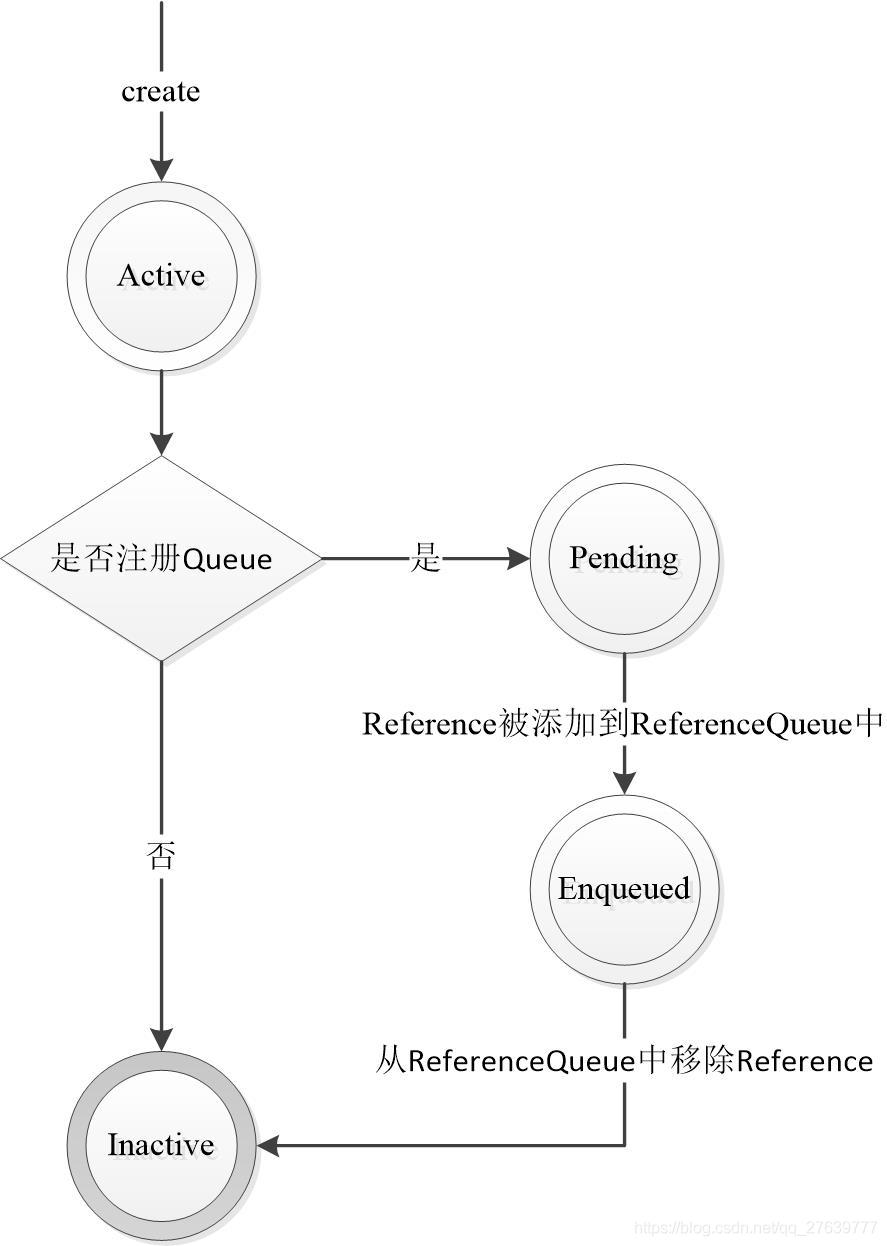 create
Active
是否注册Queue
是
Pending
Reference被添加到ReferenceQueue中
否
Enqueued
从ReferenceQueue中移除Reference
Inactive
https://blog.csdn.net/qq_27639777